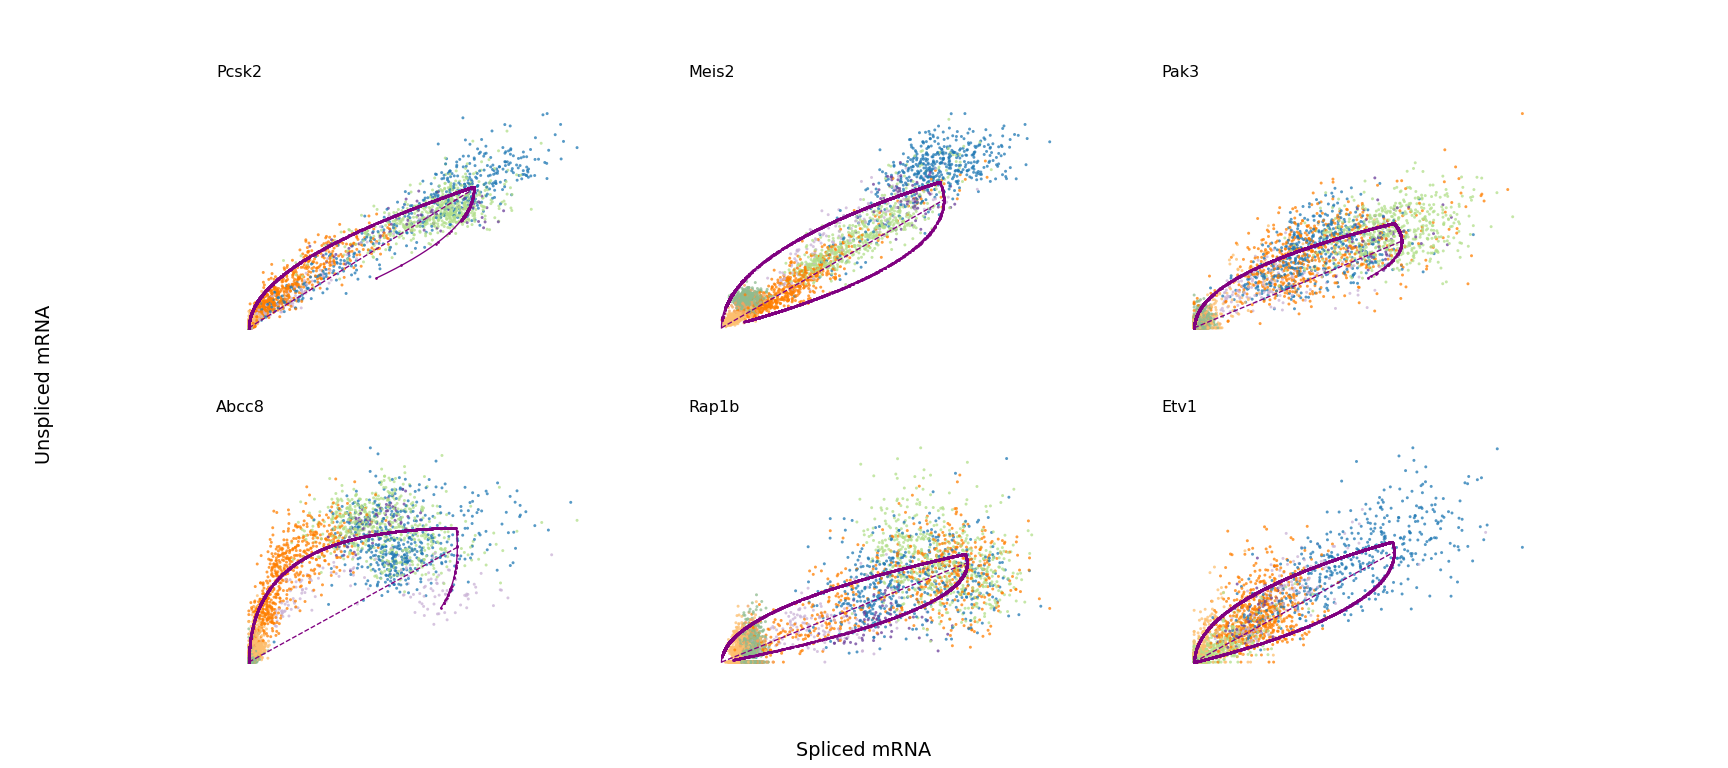 Pcsk2
Meis2
Pak3
Unspliced mRNA
Abcc8
Rap1b
Etv1
Spliced mRNA